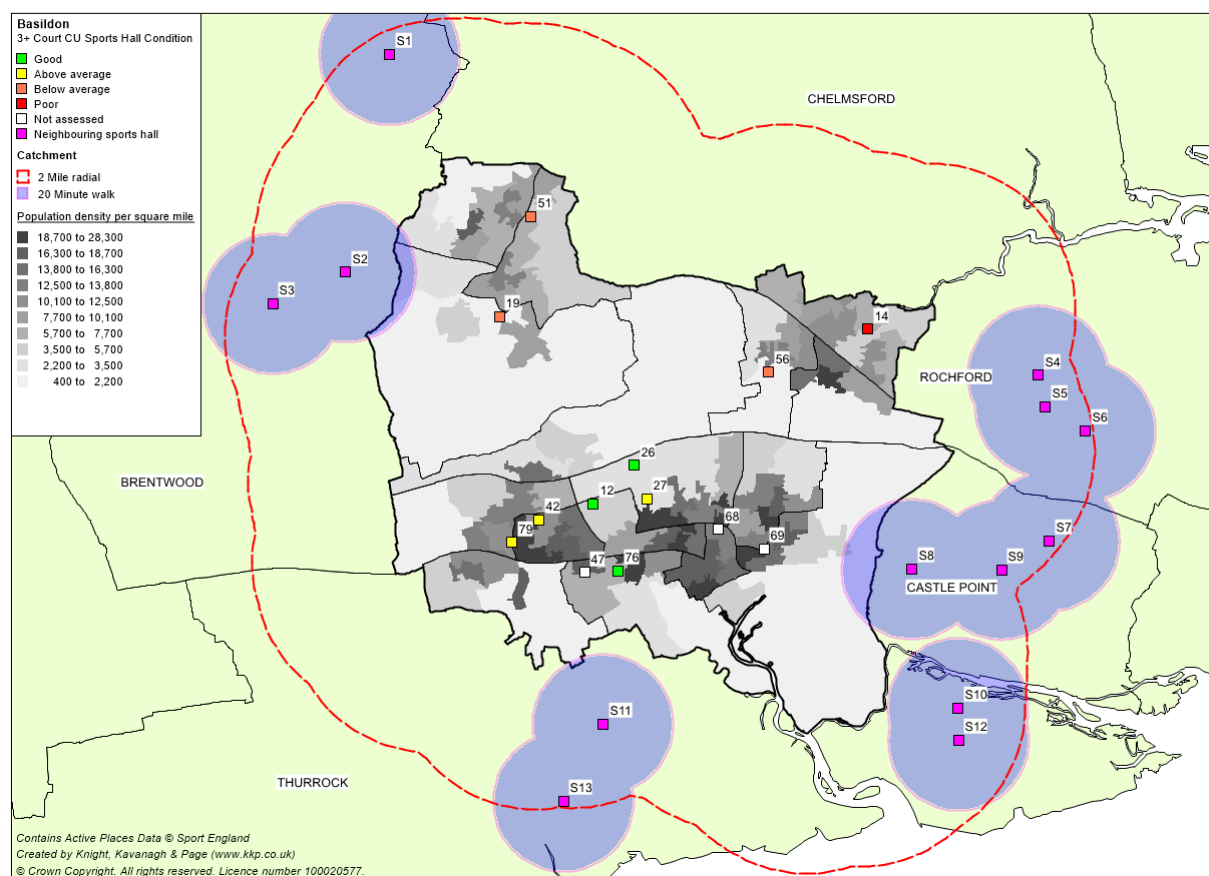 Basildon
3+ Court CU Sports Hall Condition
Good
Above average
Below average
Poor
Not assessed
Neighbouring sports hall
Catchment
2 Mile radial
20 Minute walk
Population density per square mile
18,700 to 28,300
16,300 to 18,700
13,800 to 16,300
12,500 to 13,800
10,100 to 12,500
7,700 to 10,100
5,700 to 7,700
3,500 to 5,700
2,200 to 3,500
400 to 2,200
S1
CHELMSFORD
51
S2
S3
19
14
56
S4
ROCHFORD
S5
S6
26
BRENTWOOD
27
12
42
68
79
69
S7
47
76
S8
S9
CASTLE POINT
S10
S11
S12
THURROCK
S13
Contains Active Places Data © Sport England
Created by Knight, Kavanagh & Page (www.kkp.co.uk)
© Crown Copyright. All rights reserved. Licence number 100020577.